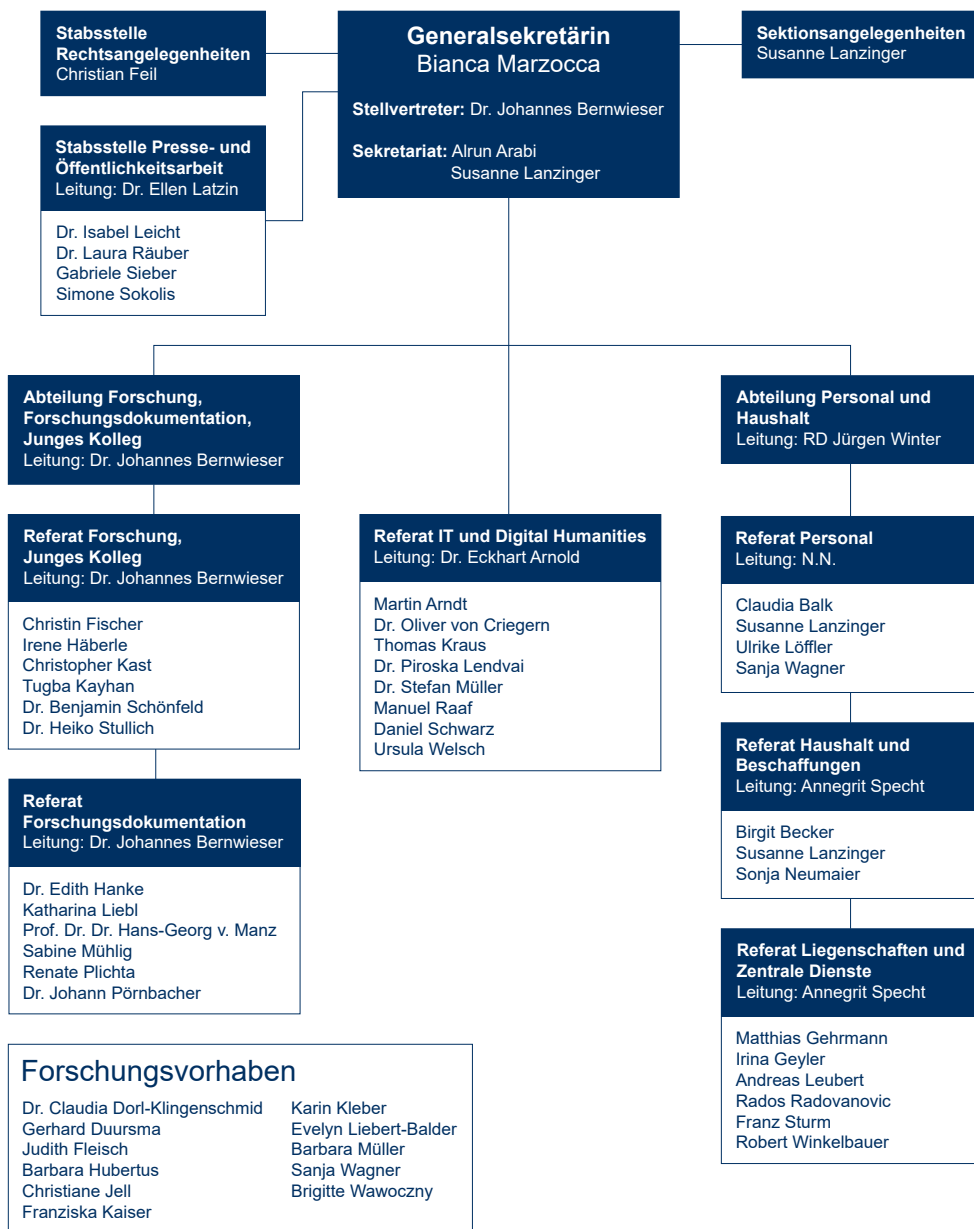 Stabsstelle
Rechtsangelegenheiten
Christian Feil
Generalsekretärin
Bianca Marzocca
Stellvertreter: Dr. Johannes Bernwieser
Sekretariat: Alrun Arabi
Susanne Lanzinger
Sektionsangelegenheiten
Susanne Lanzinger
Stabsstelle Presse- und
Öffentlichkeitsarbeit
Leitung: Dr. Ellen Latzin
Dr. Isabel Leicht
Dr. Laura Räuber
Gabriele Sieber
Simone Sokolis
Abteilung Forschung,
Forschungsdokumentation,
Junges Kolleg
Leitung: Dr. Johannes Bernwieser
Referat Forschung,
Junges Kolleg
Leitung: Dr. Johannes Bernwieser
Christin Fischer
Irene Häberle
Christopher Kast
Tugba Kayhan
Dr. Benjamin Schönfeld
Dr. Heiko Stullich
Referat
Forschungsdokumentation
Leitung: Dr. Johannes Bernwieser
Dr. Edith Hanke
Katharina Liebl
Prof. Dr. Dr. Hans-Georg v. Manz
Sabine Mühlig
Renate Plichta
Dr. Johann Pörnbacher
Referat IT und Digital Humanities
Leitung: Dr. Eckhart Arnold
Martin Arndt
Dr. Oliver von Criegern
Thomas Kraus
Dr. Piroska Lendvai
Dr. Stefan Müller
Manuel Raaf
Daniel Schwarz
Ursula Welsch
Abteilung Personal und
Haushalt
Leitung: RD Jürgen Winter
Referat Personal
Leitung: N.N.
Claudia Balk
Susanne Lanzinger
Ulrike Löffler
Sanja Wagner
Referat Haushalt und
Beschaffungen
Leitung: Annegrit Specht
Birgit Becker
Susanne Lanzinger
Sonja Neumaier
Referat Liegenschaften und
Zentrale Dienste
Leitung: Annegrit Specht
Matthias Gehrmann
Irina Geyler
Andreas Leubert
Rados Radovanovic
Franz Sturm
Robert Winkelbauer
Forschungsvorhaben
Dr. Claudia Dorl-Klingenschmid
Gerhard Duursma
Judith Fleisch
Barbara Hubertus
Christiane Jell
Franziska Kaiser
Karin Kleber
Evelyn Liebert-Balder
Barbara Müller
Sanja Wagner
Brigitte Wawoczny